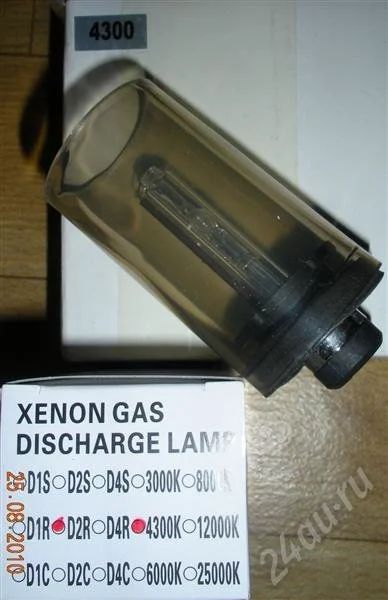 4300
XENON GAS
DISCHARGE LAMP
D1S D2S D4S 3000K 8000K
D1R D2R D4R 4300K 12000K
D1C D2C D4C 6000K 25000K
25.08.2010
24au.ru